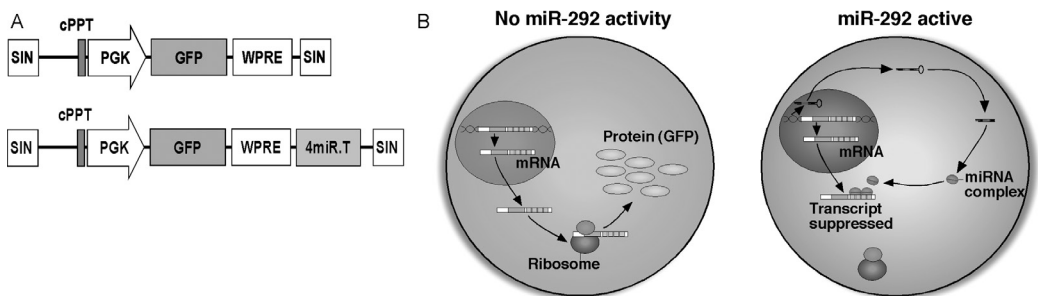 A
cPPT
SIN PGK GFP WPRE SIN
cPPT
SIN PGK GFP WPRE 4miR.T SIN
B
No miR-292 activity
mRNA
Protein (GFP)
Ribosome
miR-292 active
mRNA
miRNA
complex
Transcript
suppressed